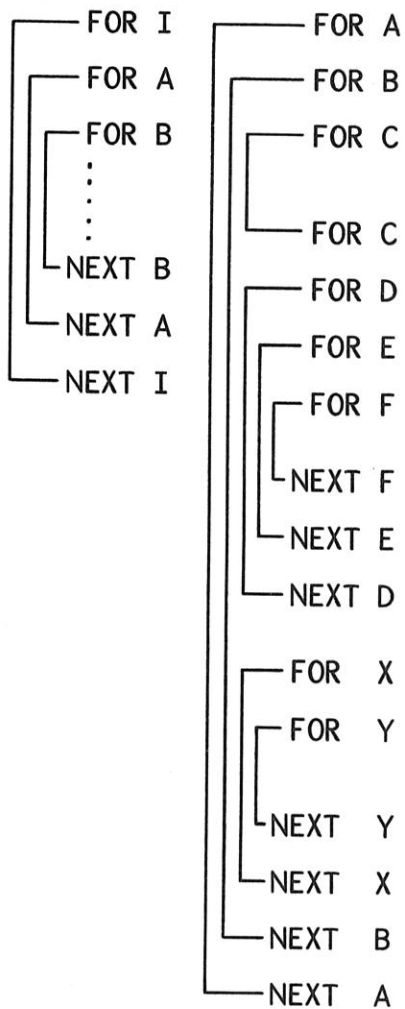 FOR I
FOR A
FOR B
NEXT B
NEXT A
NEXT I
FOR A
FOR B
FOR C
FOR C
FOR D
FOR E
FOR F
NEXT F
NEXT E
NEXT D
FOR X
FOR Y
NEXT Y
NEXT X
NEXT B
NEXT A